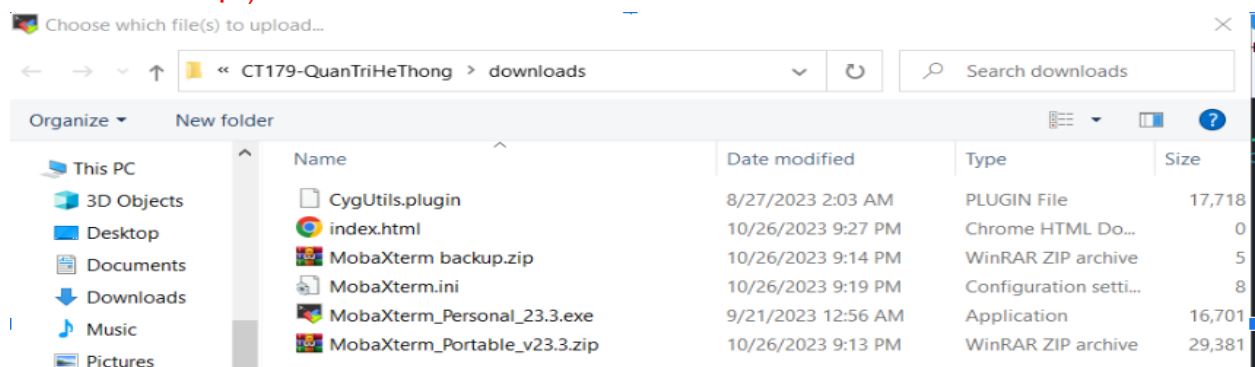 Choose which file(s) to upload...
« CT179-QuanTriHeThong > downloads
Search downloads
Organize New folder
?
Name Date modified Type Size
This PC
3D Objects
Desktop
Documents
Downloads
Music
Pictures
CygUtils.plugin 8/27/2023 2:03 AM PLUGIN File 17,718
index.html 10/26/2023 9:27 PM Chrome HTML Do... 0
MobaXterm backup.zip 10/26/2023 9:14 PM WinRAR ZIP archive 5
MobaXterm.ini 10/26/2023 9:19 PM Configuration setti... 8
MobaXterm_Personal_23.3.exe 9/21/2023 12:56 AM Application 16,701
MobaXterm_Portable_v23.3.zip 10/26/2023 9:13 PM WinRAR ZIP archive 29,381